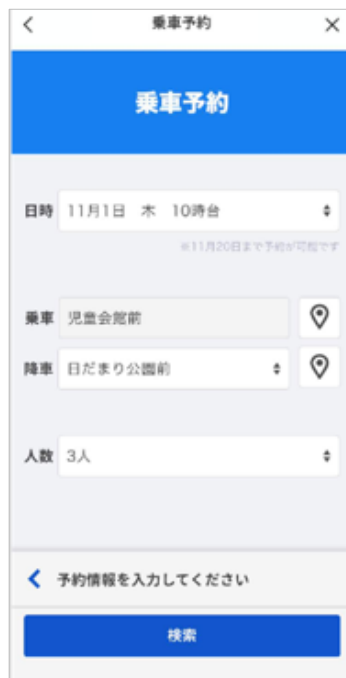 乗車予約
乗車予約
日時 11月1日 木 10時台
※11月20日まで予約が可能です
乗車 児童会館前
降車 日だまり公園前
人数 3人
予約情報を入力してください
検索